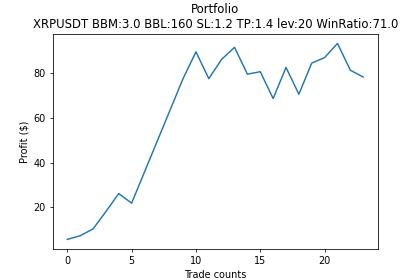 Portfolio
XRPUSDT BBM:3.0 BBL:160 SL:1.2 TP:1.4 lev:20 WinRatio:71.0
Profit ($)
80
60
40
20
0 5 10 15 20
Trade counts